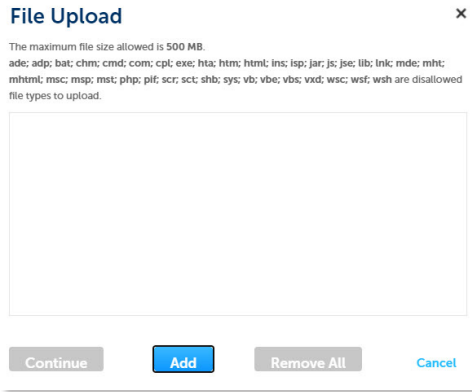 File Upload
The maximum file size allowed is 500 MB.
ade; adp; bat; chm; cmd; com; cpl; exe; hta; htm; html; ins; isp; jar; js; jse; lib; lnk; mde; mht;
mhtml; msc; msp; mst; php; pif; scr; sct; shb; sys; vb; vbe; vbs; vxd; wsc; wsf; wsh are disallowed
file types to upload.
Continue Add Remove All Cancel